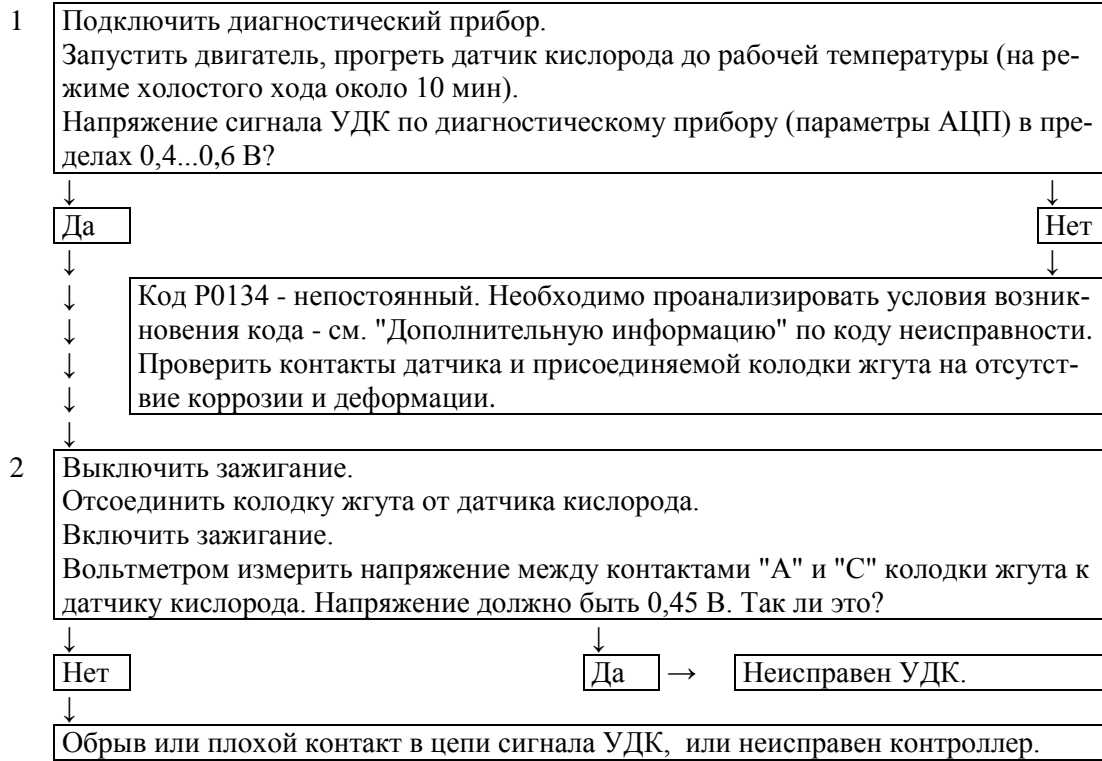 1 Подключить диагностический прибор.
Запустить двигатель, прогреть датчик кислорода до рабочей температуры (на ре-
жиме холостого хода около 10 мин).
Напряжение сигнала УДК по диагностическому прибору (параметры АЦП) в пре-
делах 0,4...0,6 В?
↓ ↓
Да Нет
↓ ↓
↓ Код Р0134 - непостоянный. Необходимо проанализировать условия возник-
↓ новения кода - см. "Дополнительную информацию" по коду неисправности.
↓ Проверить контакты датчика и присоединяемой колодки жгута на отсутст-
↓ вие коррозии и деформации.
↓
2 Выключить зажигание.
Отсоединить колодку жгута от датчика кислорода.
Включить зажигание.
Вольтметром измерить напряжение между контактами "А" и "С" колодки жгута к
датчику кислорода. Напряжение должно быть 0,45 В. Так ли это?
↓ ↓
Нет Да → Неисправен УДК.
↓
Обрыв или плохой контакт в цепи сигнала УДК, или неисправен контроллер.